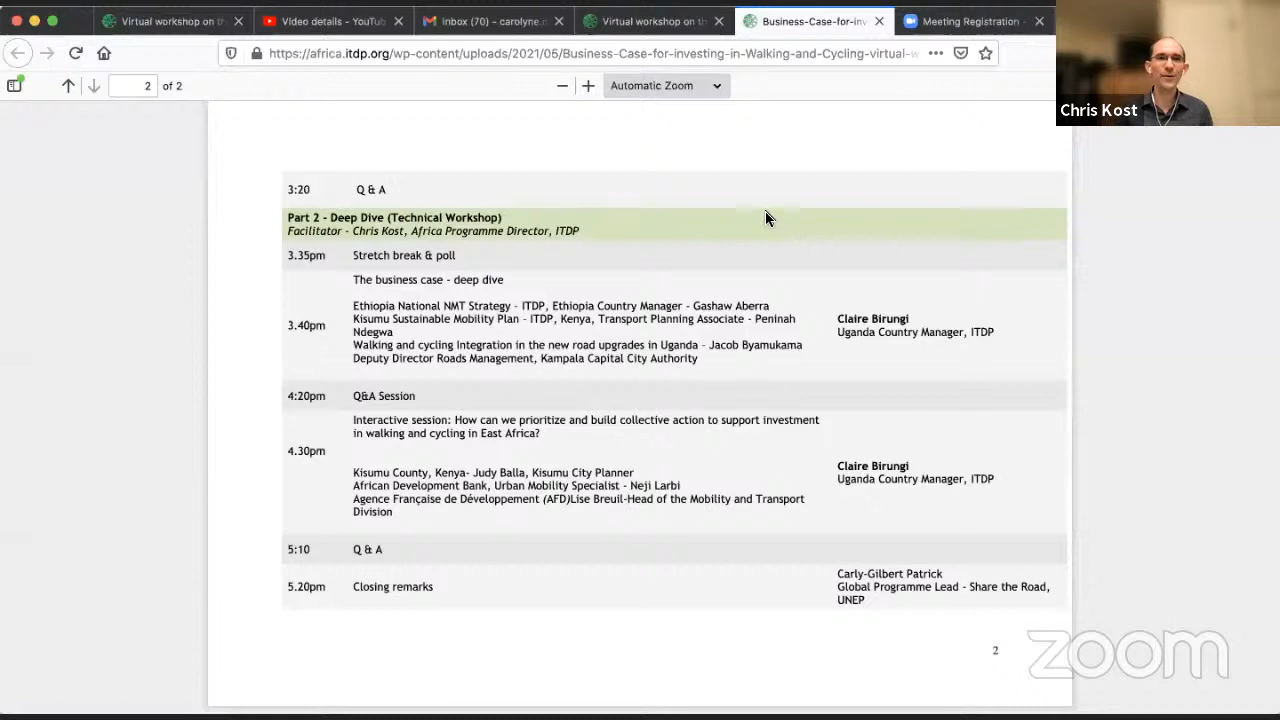 Virtual workshop on th
Video details - YouTub
Inbox (70) - carolyne.
Virtual workshop on the
Business-Case-for-inv
Meeting Registration -
https://africa.itdp.org/wp-content/uploads/2021/05/Business-Case-for-investing-in-Walking-and-Cycling-virtual-w
2 of 2
Automatic Zoom
Chris Kost
3:20 Q & A
Part 2 - Deep Dive (Technical Workshop)
Facilitator - Chris Kost, Africa Programme Director, ITDP
3.35pm Stretch break & poll
3.40pm
The business case - deep dive
Ethiopia National NMT Strategy - ITDP, Ethiopia Country Manager - Gashaw Aberra
Kisumu Sustainable Mobility Plan - ITDP, Kenya, Transport Planning Associate - Peninah
Ndegwa
Walking and cycling Integration in the new road upgrades in Uganda - Jacob Byamukama
Deputy Director Roads Management, Kampala Capital City Authority
Claire Birungi
Uganda Country Manager, ITDP
4:20pm Q&A Session
4.30pm
Interactive session: How can we prioritize and build collective action to support investment
in walking and cycling in East Africa?
Kisumu County, Kenya- Judy Balla, Kisumu City Planner
African Development Bank, Urban Mobility Specialist - Neji Larbi
Agence Française de Développement (AFD)Lise Breuil-Head of the Mobility and Transport
Division
Claire Birungi
Uganda Country Manager, ITDP
5:10 Q & A
5.20pm Closing remarks
Carly-Gilbert Patrick
Global Programme Lead - Share the Road,
UNEP
2
zoom